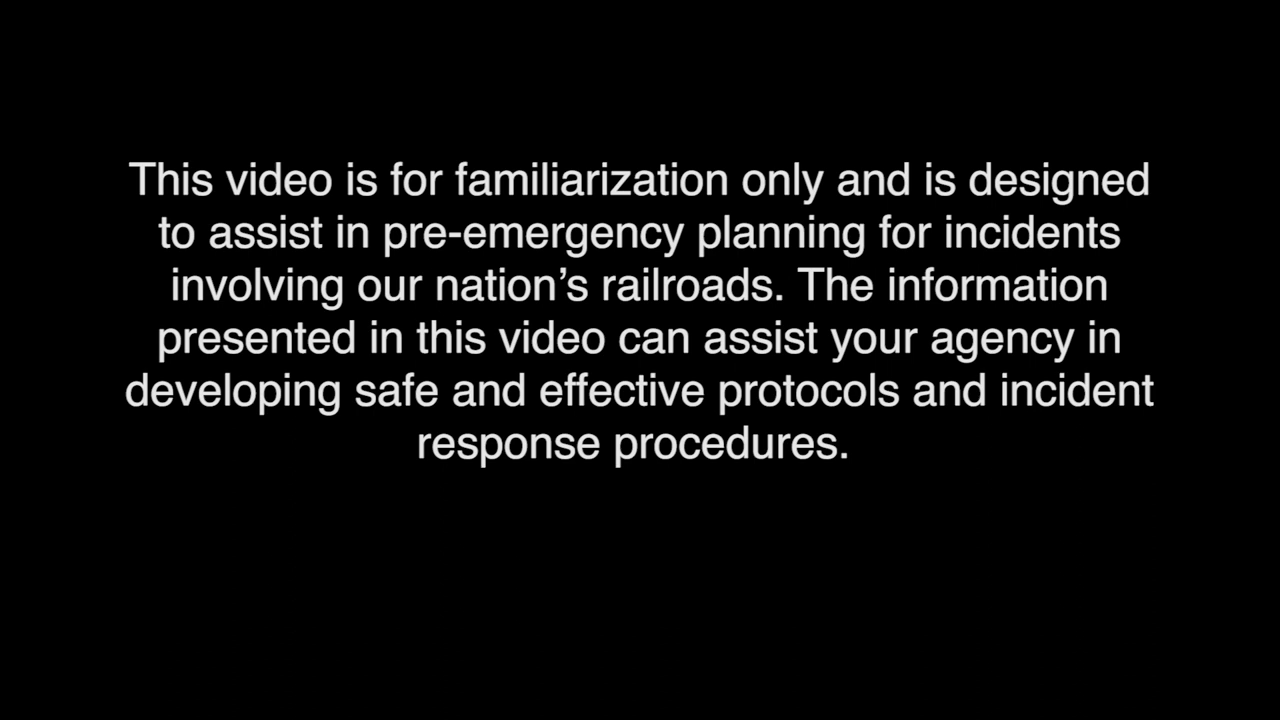 This video is for familiarization only and is designed
to assist in pre-emergency planning for incidents
involving our nation’s railroads. The information
presented in this video can assist your agency in
developing safe and effective protocols and incident
response procedures.